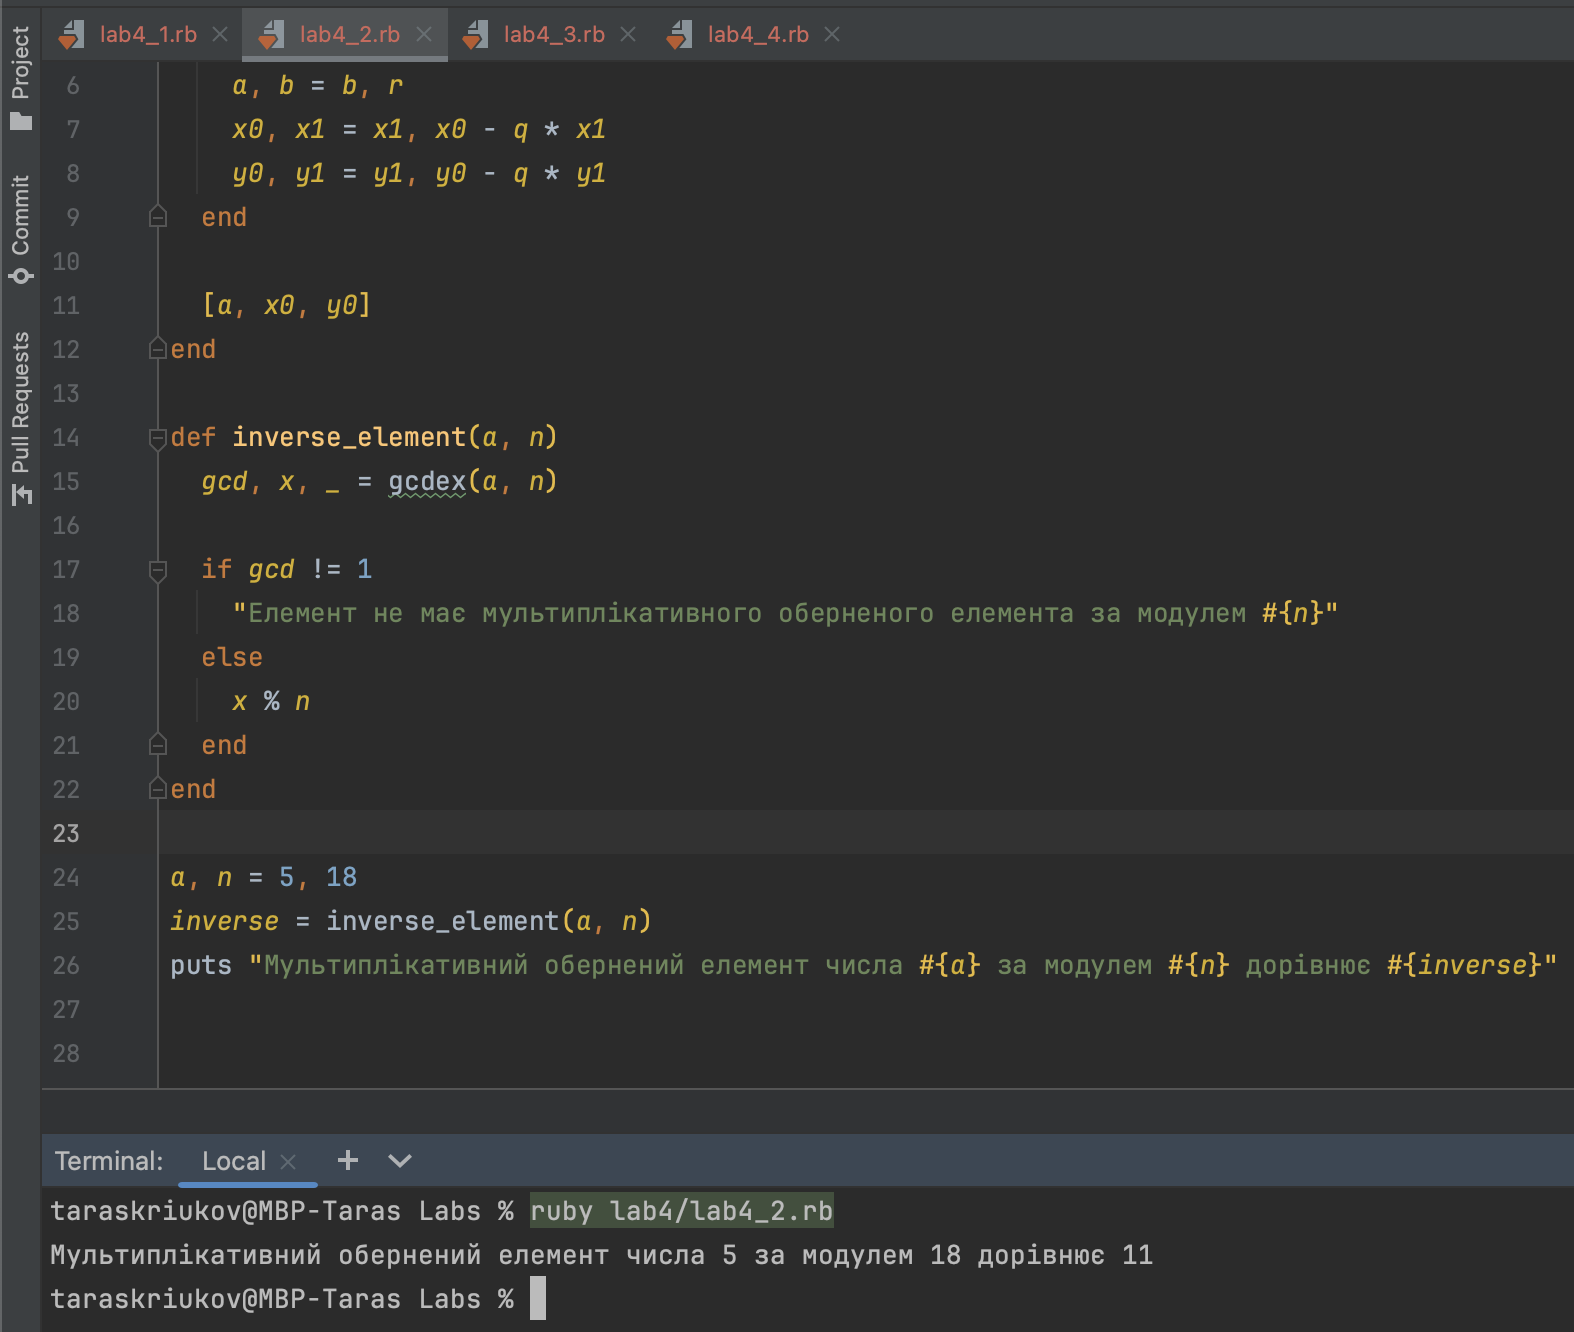 lab4_1.rb lab4_2.rb lab4_3.rb lab4_4.rb
Project
Commit
Pull Requests
6 a, b = b, r
7 x0, x1 = x1, x0 - q * x1
8 y0, y1 = y1, y0 - q * y1
9 end
10
11 [a, x0, y0]
12 end
13
14 def inverse_element(a, n)
15 gcd, x, _ = gcdex(a, n)
16
17 if gcd != 1
18 "Елемент не має мультиплікативного оберненого елемента за модулем #{n}"
19 else
20 x % n
21 end
22 end
23
24 a, n = 5, 18
25 inverse = inverse_element(a, n)
26 puts "Мультиплікативний обернений елемент числа #{a} за модулем #{n} дорівнює #{inverse}"
27
28
Terminal: Local
taraskriukov@MBP-Taras Labs % ruby lab4/lab4_2.rb
Мультиплікативний обернений елемент числа 5 за модулем 18 дорівнює 11
taraskriukov@MBP-Taras Labs %